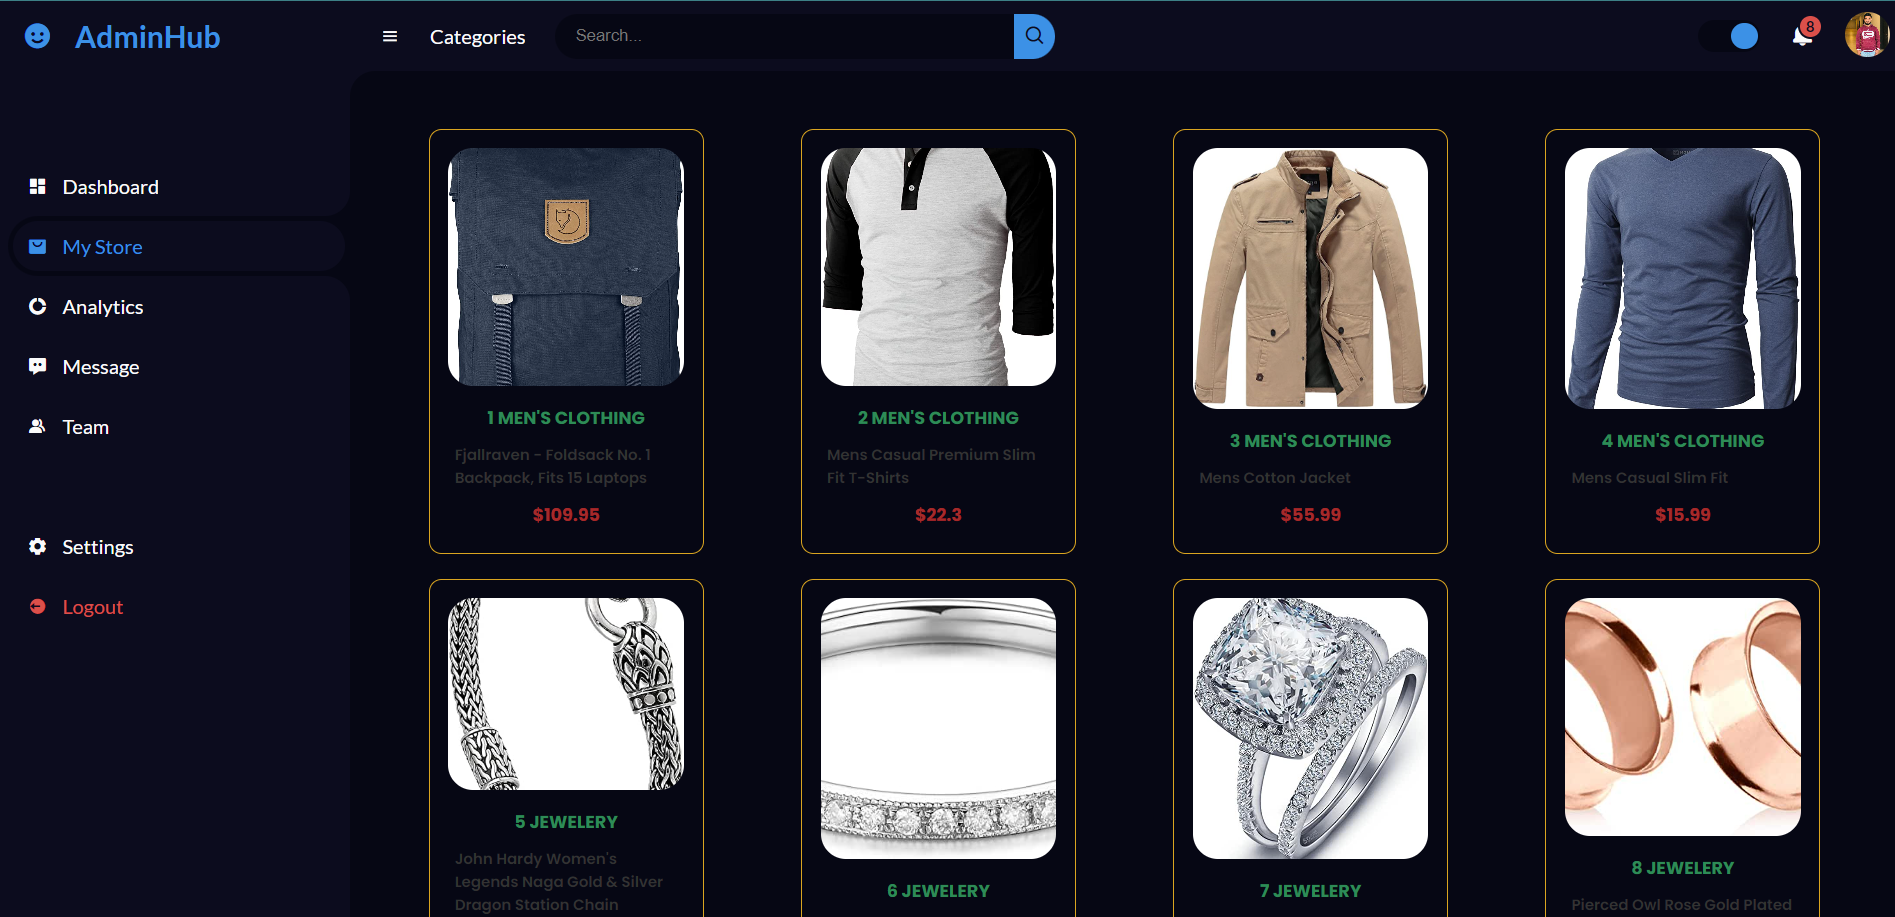 AdminHub
Categories
Search...
8
Dashboard
My Store
Analytics
Message
Team
Settings
Logout
1 MEN'S CLOTHING
Fjallraven - Foldsack No. 1
Backpack, Fits 15 Laptops
$109.95
2 MEN'S CLOTHING
Mens Casual Premium Slim
Fit T-Shirts
$22.3
3 MEN'S CLOTHING
Mens Cotton Jacket
$55.99
4 MEN'S CLOTHING
Mens Casual Slim Fit
$15.99
5 JEWELERY
John Hardy Women's
Legends Naga Gold & Silver
Dragon Station Chain
6 JEWELERY
7 JEWELERY
8 JEWELERY
Pierced Owl Rose Gold Plated